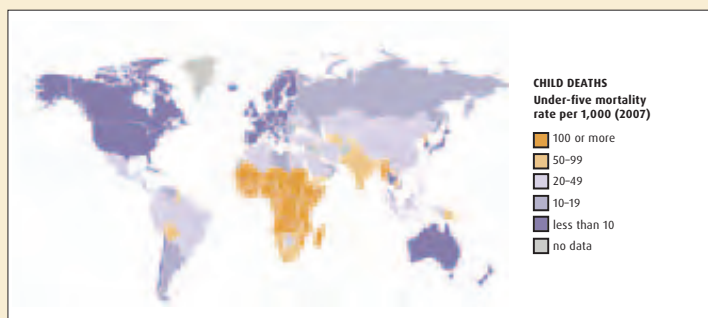 CHILD DEATHS
Under-five mortality
rate per 1,000 (2007)
100 or more
50–99
20–49
10–19
less than 10
no data